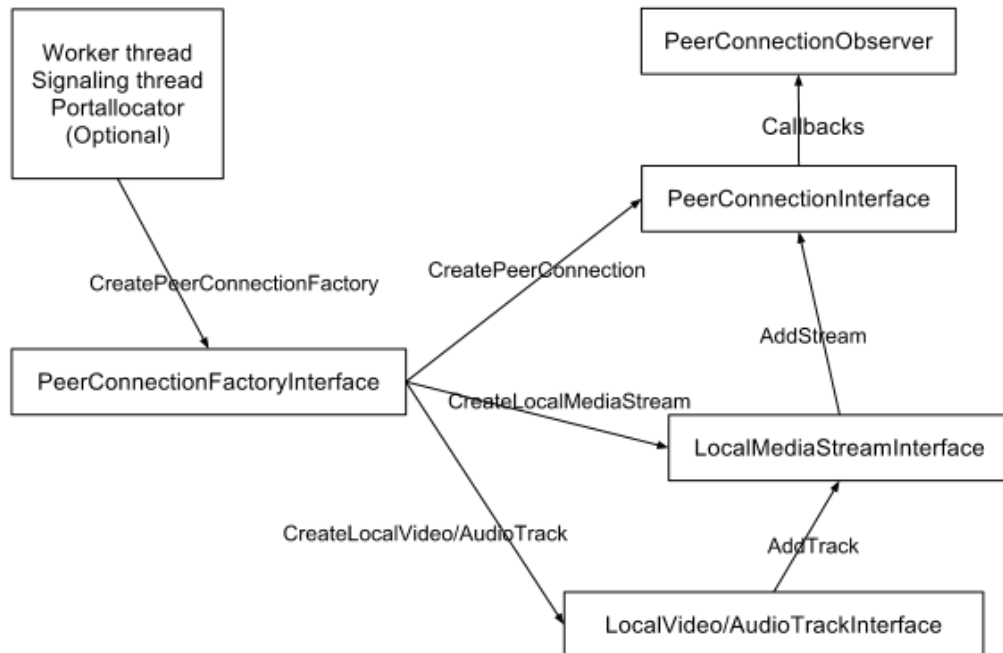 Worker thread
Signaling thread
Portallocator
(Optional)
PeerConnectionObserver
Callbacks
PeerConnectionInterface
CreatePeerConnectionFactory
CreatePeerConnection
AddStream
PeerConnectionFactoryInterface
CreateLocalMediaStream
LocalMediaStreamInterface
CreateLocalVideo/AudioTrack
AddTrack
LocalVideo/AudioTrackInterface